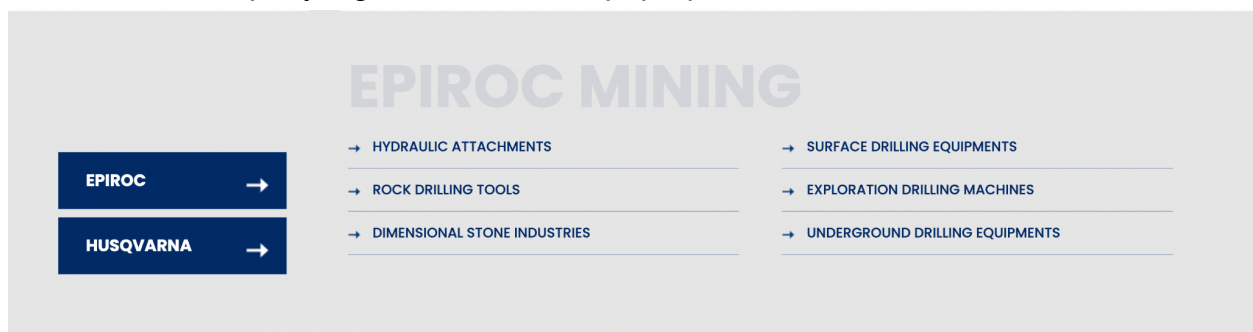 EPIROC MINING
EPIROC
HUSQVARNA
HYDRAULIC ATTACHMENTS
ROCK DRILLING TOOLS
DIMENSIONAL STONE INDUSTRIES
SURFACE DRILLING EQUIPMENTS
EXPLORATION DRILLING MACHINES
UNDERGROUND DRILLING EQUIPMENTS